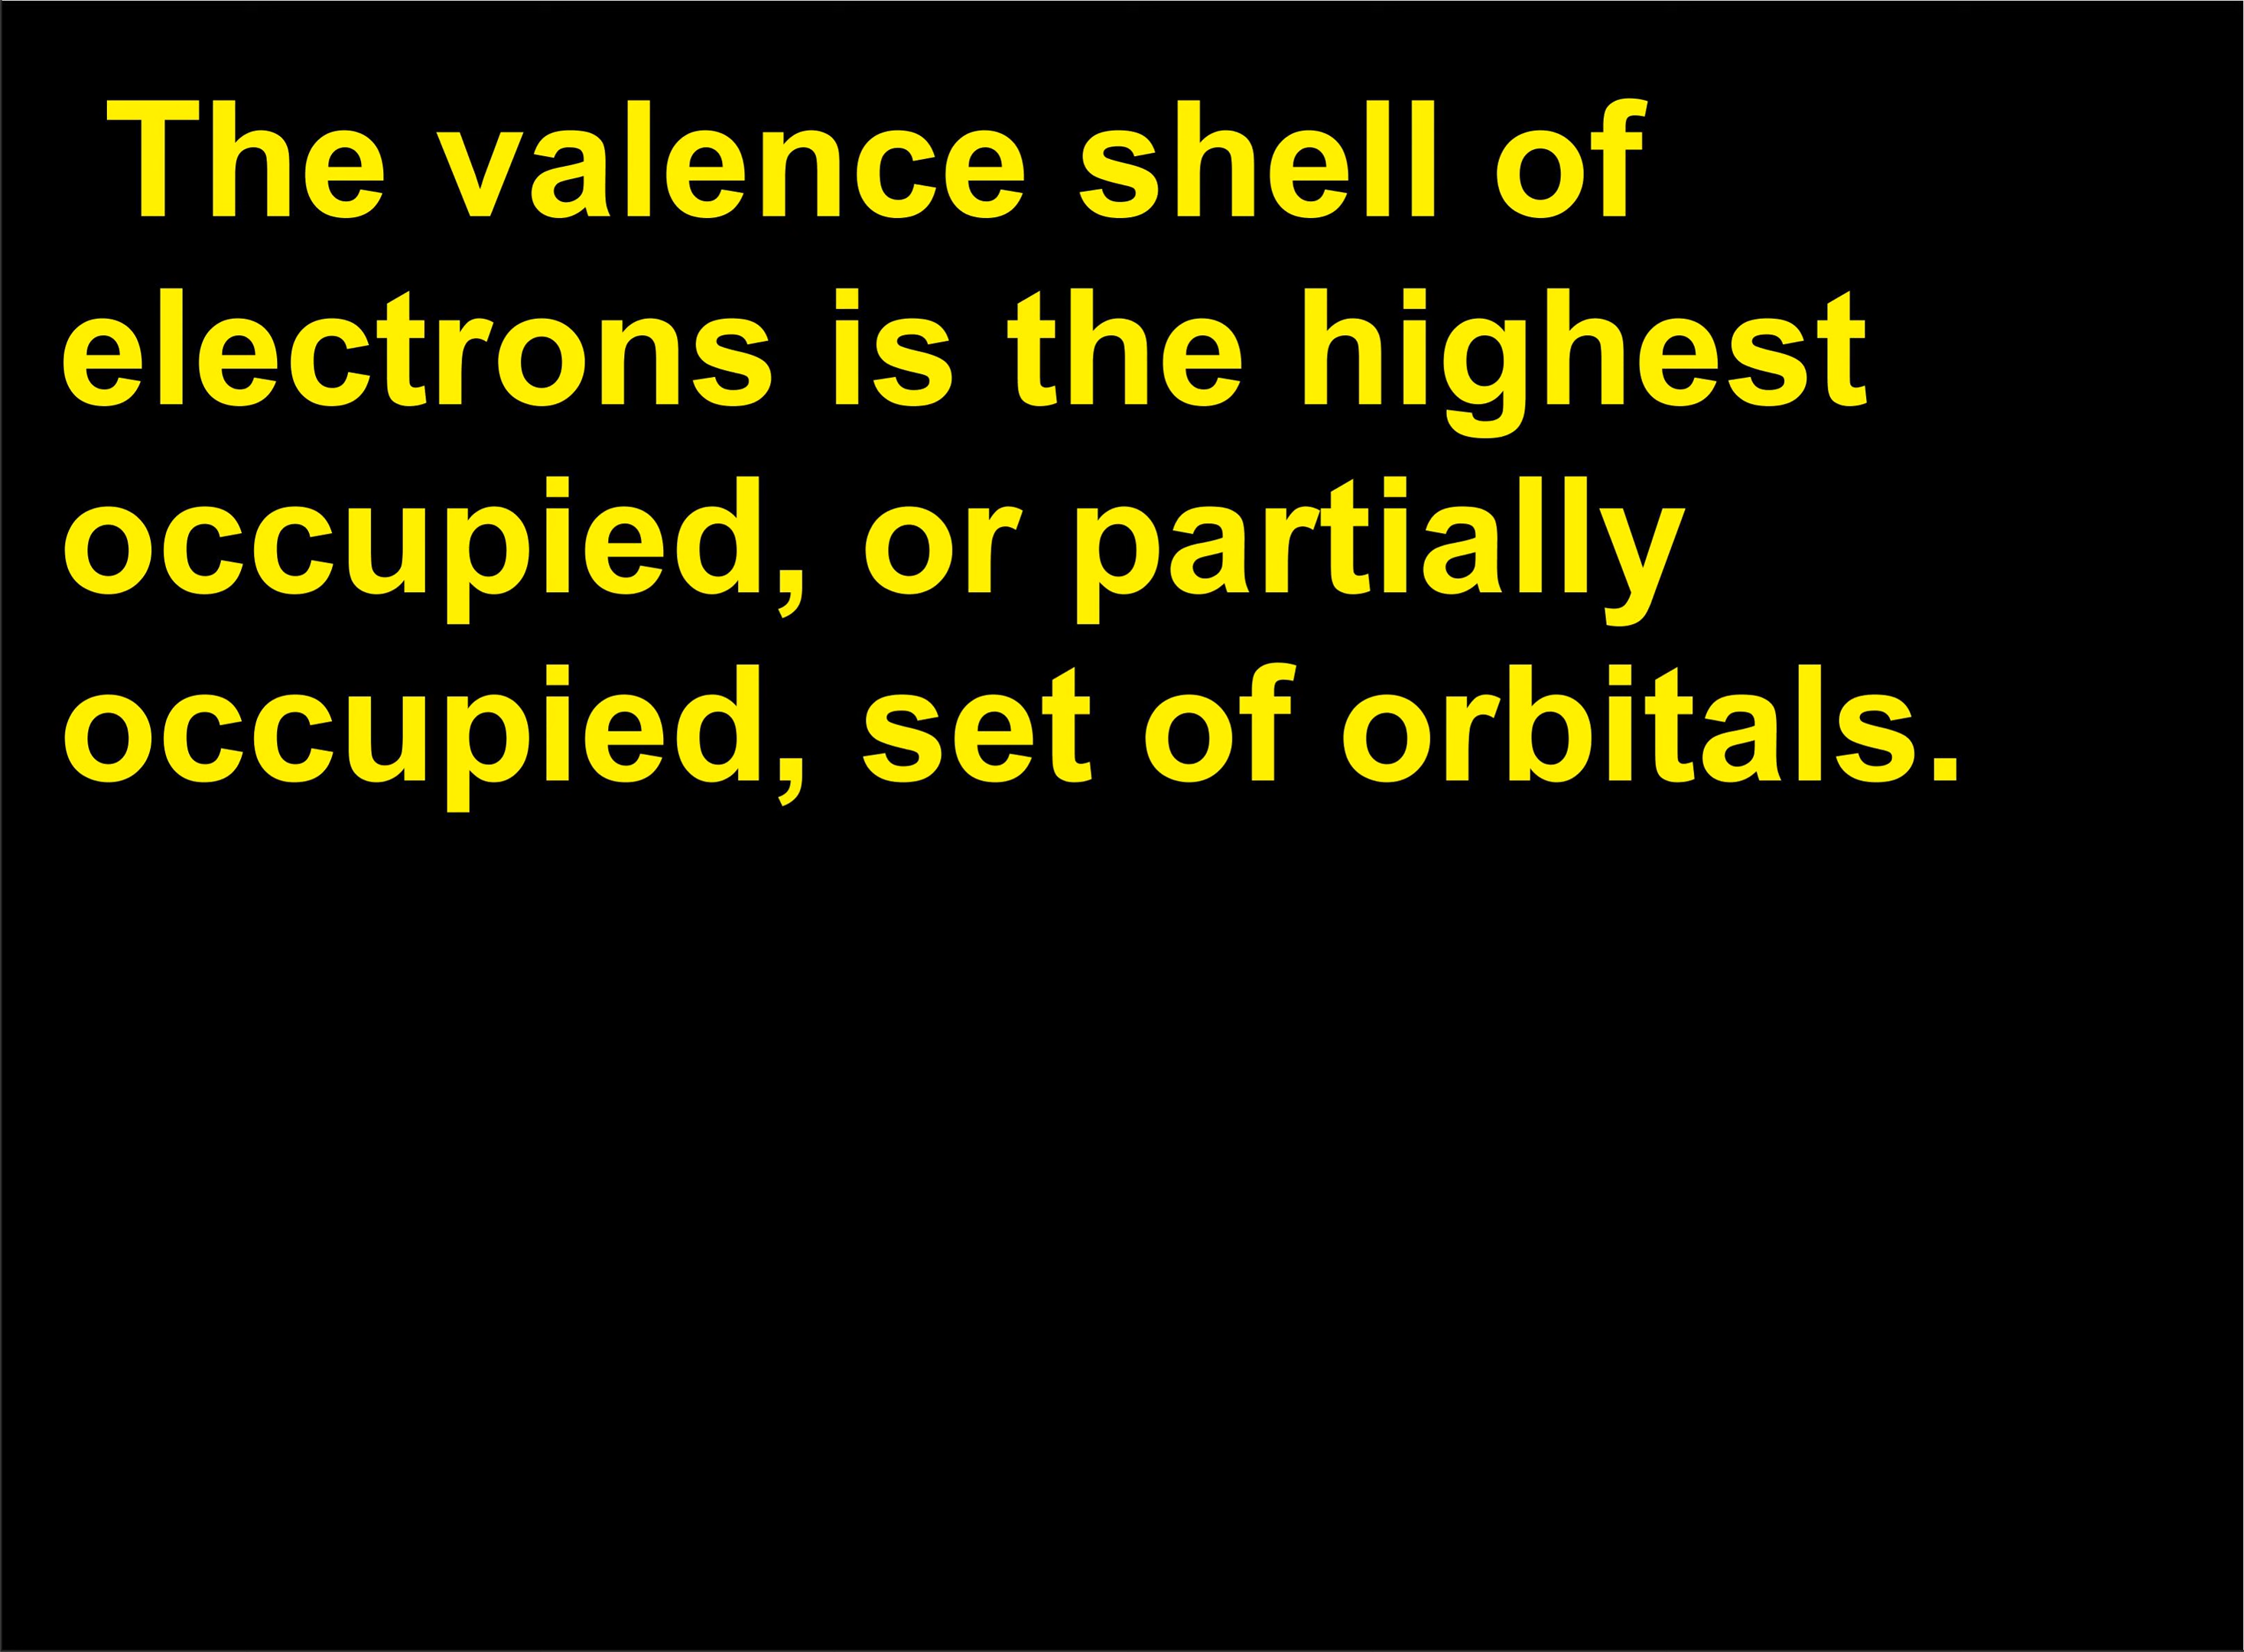 The valence shell of
electrons is the highest
occupied, or partially
occupied, set of orbitals.